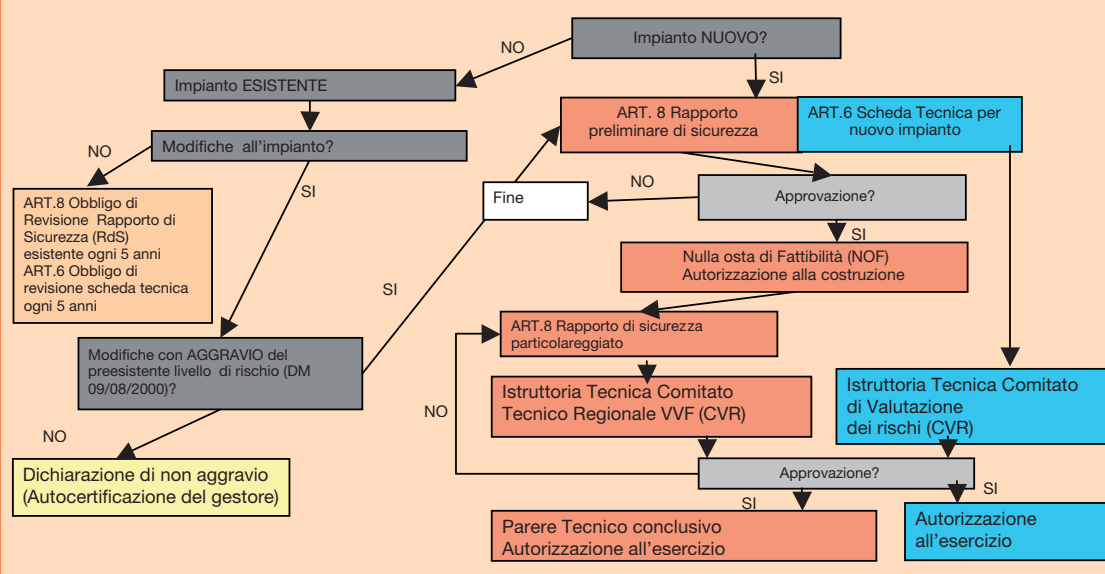 Impianto NUOVO?
NO
SI
Impianto ESISTENTE
ART. 8 Rapporto
preliminare di sicurezza
ART.6 Scheda Tecnica per
nuovo impianto
Modifiche all'impianto?
NO
SI
Fine
NO
Approvazione?
SI
ART.8 Obbligo di
Revisione Rapporto di
Sicurezza (RdS)
esistente ogni 5 anni
ART.6 Obbligo di
revisione scheda tecnica
ogni 5 anni
Nulla osta di Fattibilità (NOF)
Autorizzazione alla costruzione
SI
ART.8 Rapporto di sicurezza
particolareggiato
Modifiche con AGGRAVIO del
preesistente livello di rischio (DM
09/08/2000)?
Istruttoria Tecnica Comitato
Tecnico Regionale VVF (CVR)
Istruttoria Tecnica Comitato
di Valutazione
dei rischi (CVR)
NO
NO
Dichiarazione di non aggravio
(Autocertificazione del gestore)
Approvazione?
SI
SI
Parere Tecnico conclusivo
Autorizzazione all'esercizio
Autorizzazione
all'esercizio